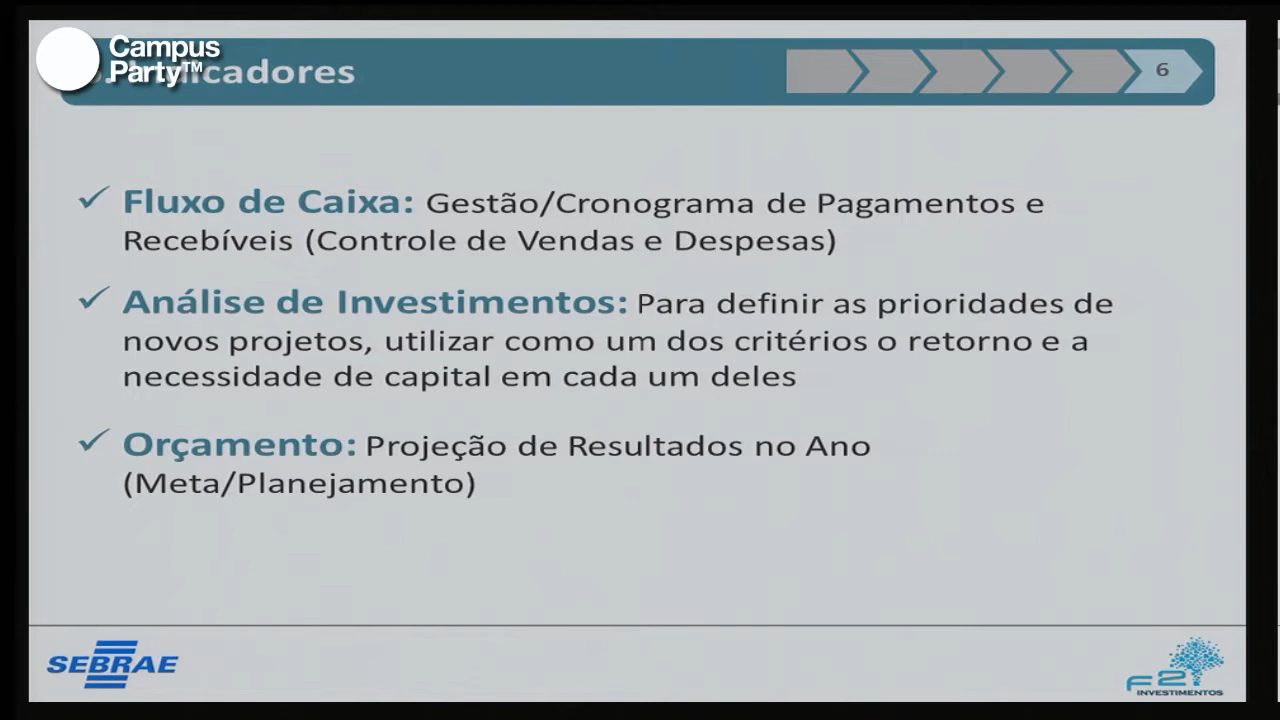 Campus
Party™
Indicadores
6
✓ Fluxo de Caixa: Gestão/Cronograma de Pagamentos e
Recebíveis (Controle de Vendas e Despesas)
✓ Análise de Investimentos: Para definir as prioridades de
novos projetos, utilizar como um dos critérios o retorno e a
necessidade de capital em cada um deles
✓ Orçamento: Projeção de Resultados no Ano
(Meta/Planejamento)
SEBRAE
F2
INVESTIMENTOS